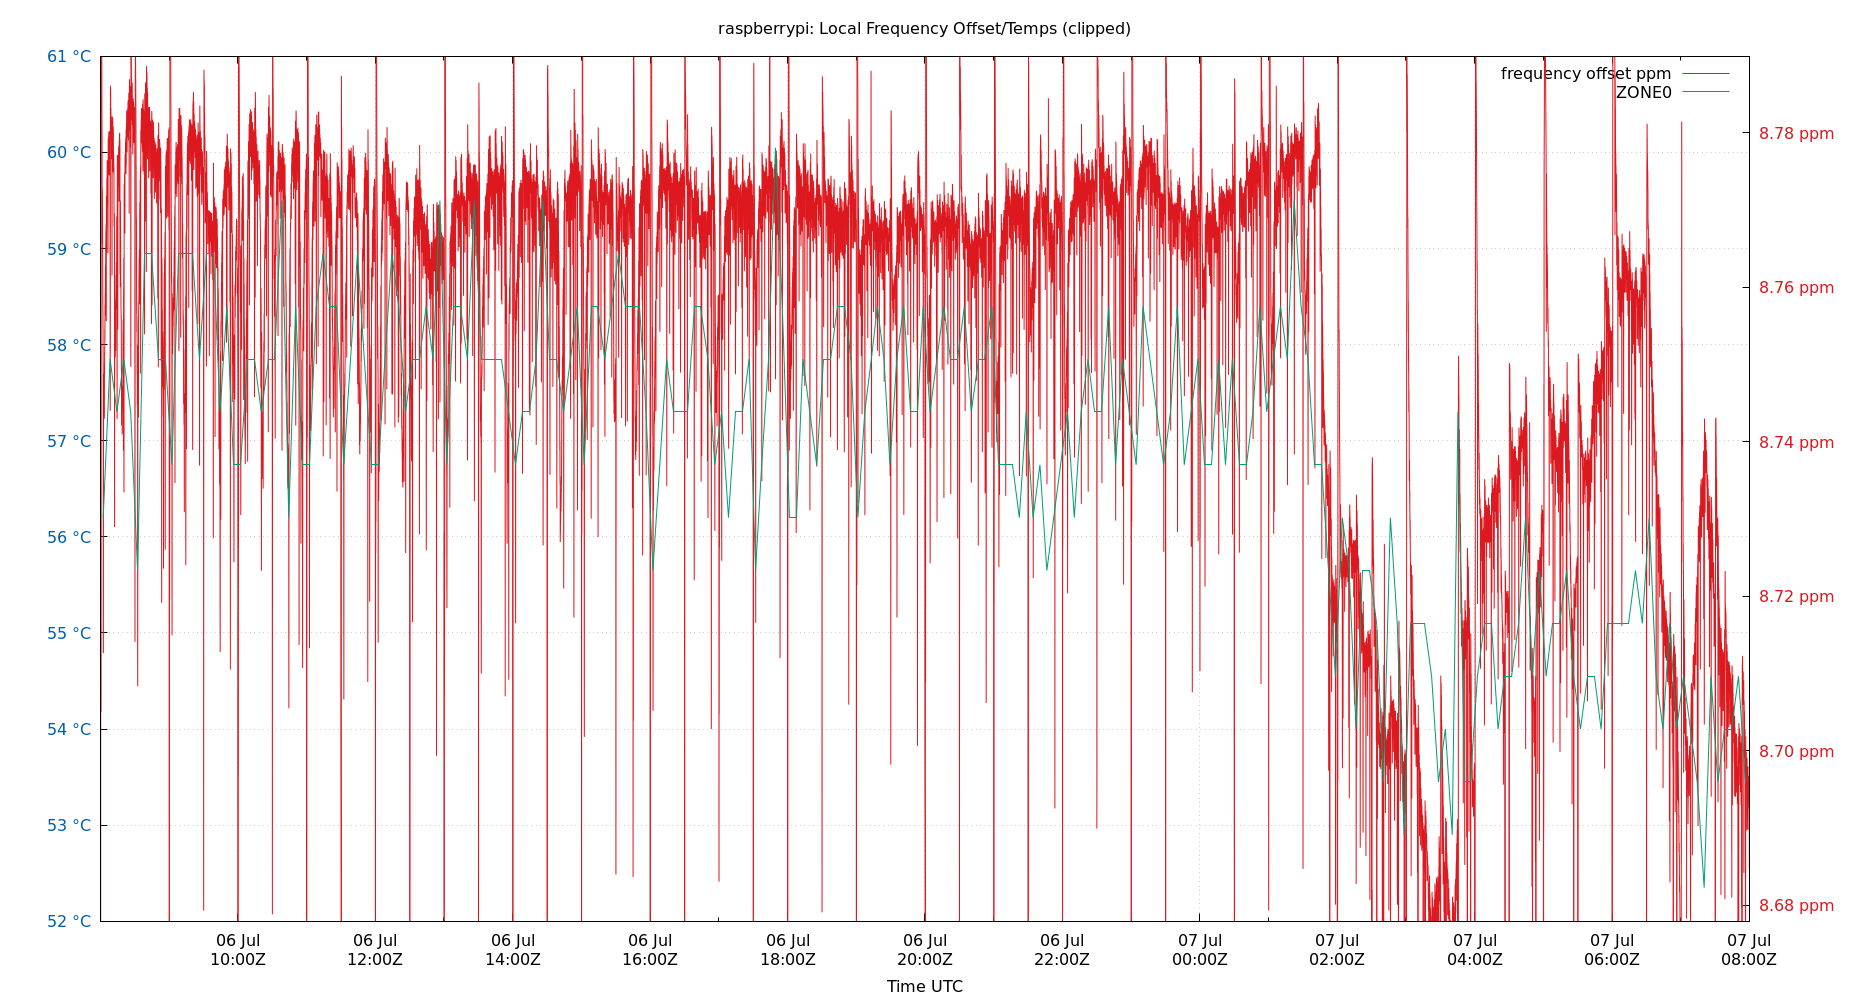 raspberrypi: Local Frequency Offset/Temps (clipped)
frequency offset ppm
ZONE0
61 °C
60 °C
59 °C
58 °C
57 °C
56 °C
55 °C
54 °C
53 °C
52 °C
8.78 ppm
8.76 ppm
8.74 ppm
8.72 ppm
8.70 ppm
8.68 ppm
06 Jul
10:00Z
06 Jul
12:00Z
06 Jul
14:00Z
06 Jul
16:00Z
06 Jul
18:00Z
06 Jul
20:00Z
06 Jul
22:00Z
07 Jul
00:00Z
07 Jul
02:00Z
07 Jul
04:00Z
07 Jul
06:00Z
07 Jul
08:00Z
Time UTC